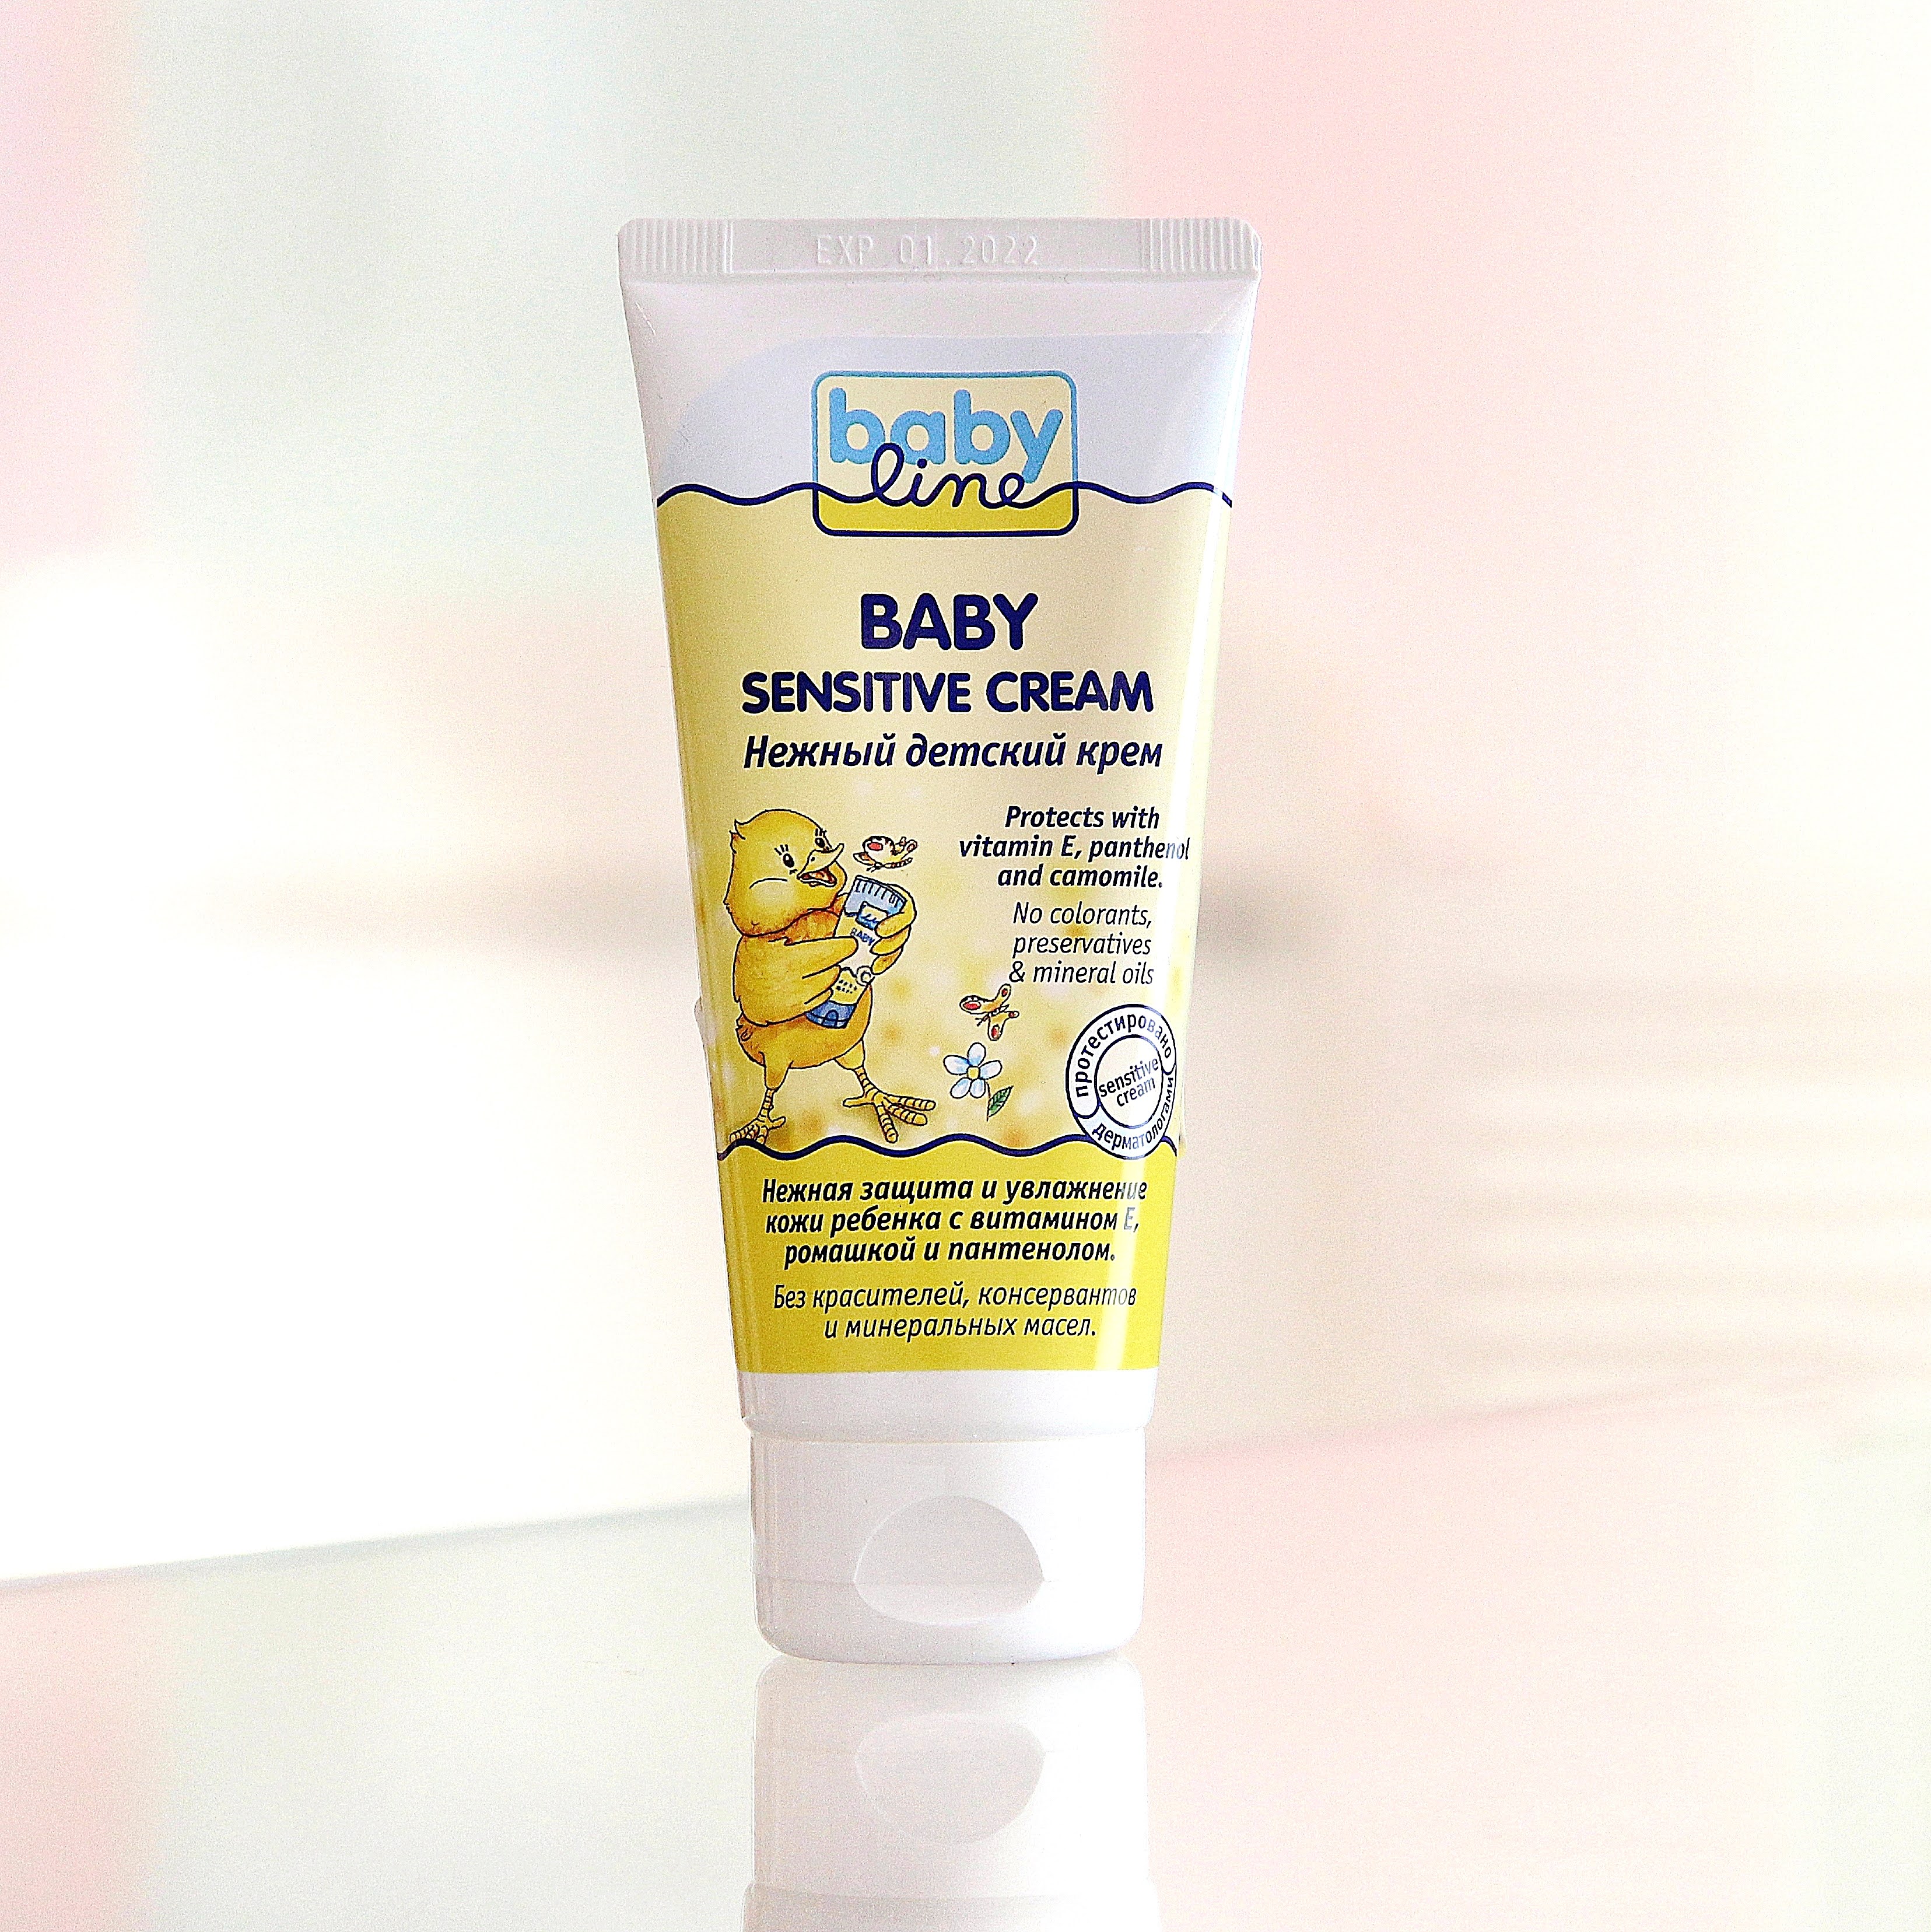 EXP 01.2022
baby
line
BABY
SENSITIVE CREAM
Нежный детский крем
Protects with
vitamin E, panthenol
and camomile.
No colorants,
preservatives
& mineral oils
BABY
протестировано
sensitive
cream
дерматологами
Нежная защита и увлажнение
кожи ребенка с витамином Е,
ромашкой и пантенолом.
Без красителей, консервантов
и минеральных масел.